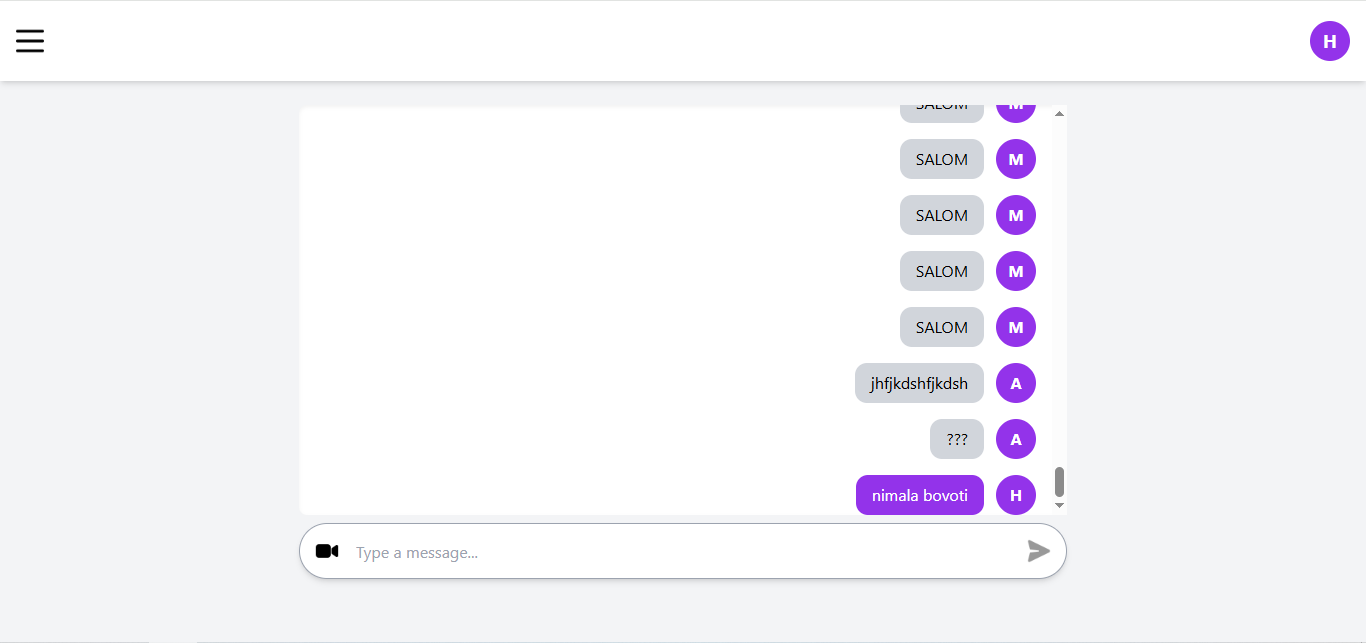 H
SALOM M
SALOM M
SALOM M
SALOM M
SALOM M
jhfjkdshfjkdsh A
??? A
nimala bovoti H
Type a message...